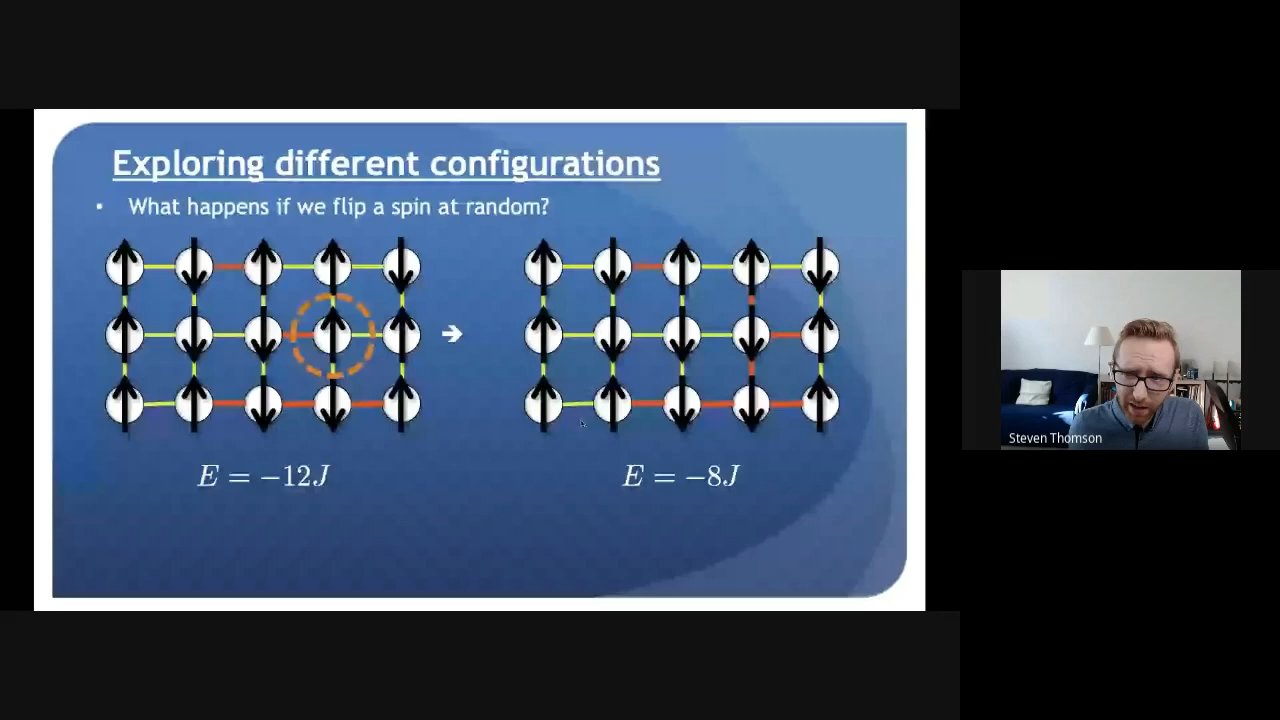 Exploring different configurations
• What happens if we flip a spin at random?
E = −12J
E = −8J
Steven Thomson